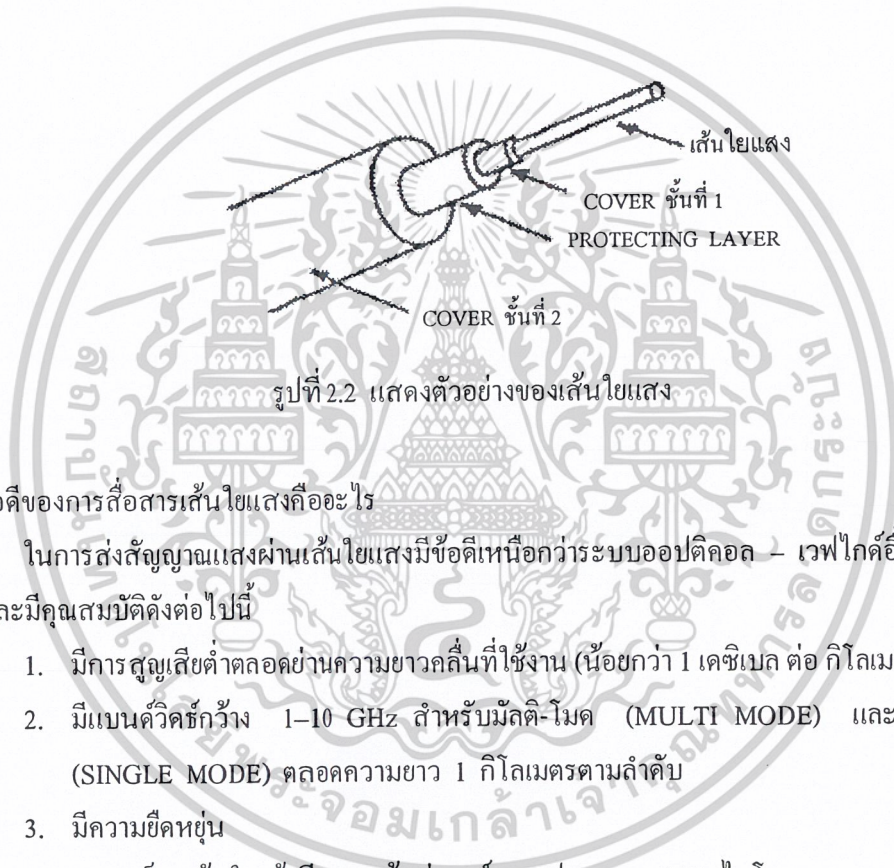 เส้นใยแสง
COVER ชั้นที่ 1
PROTECTING LAYER
COVER ชั้นที่ 2
รูปที่ 2.2 แสดงตัวอย่างของเส้นใยแสง
ของการสื่อสารเส้นใยแสงคืออะไร
ในการส่งสัญญาณแสงผ่านเส้นใยแสงมีข้อดีเหนือกว่าระบบออปติคอล – เวฟไกด์
มีคุณสมบัติดังต่อไปนี้
1. มีการสูญเสียต่ำตลอดย่านความยาวคลื่นที่ใช้งาน (น้อยกว่า 1 เดซิเบล ต่อ กิโลเม
2. มีแบนด์วิดธ์กว้าง 1–10 GHz สำหรับมัลติ-โมด (MULTI MODE) และ
(SINGLE MODE) ตลอดความยาว 1 กิโลเมตรตามลำดับ
3. มีความยืดหยุ่น